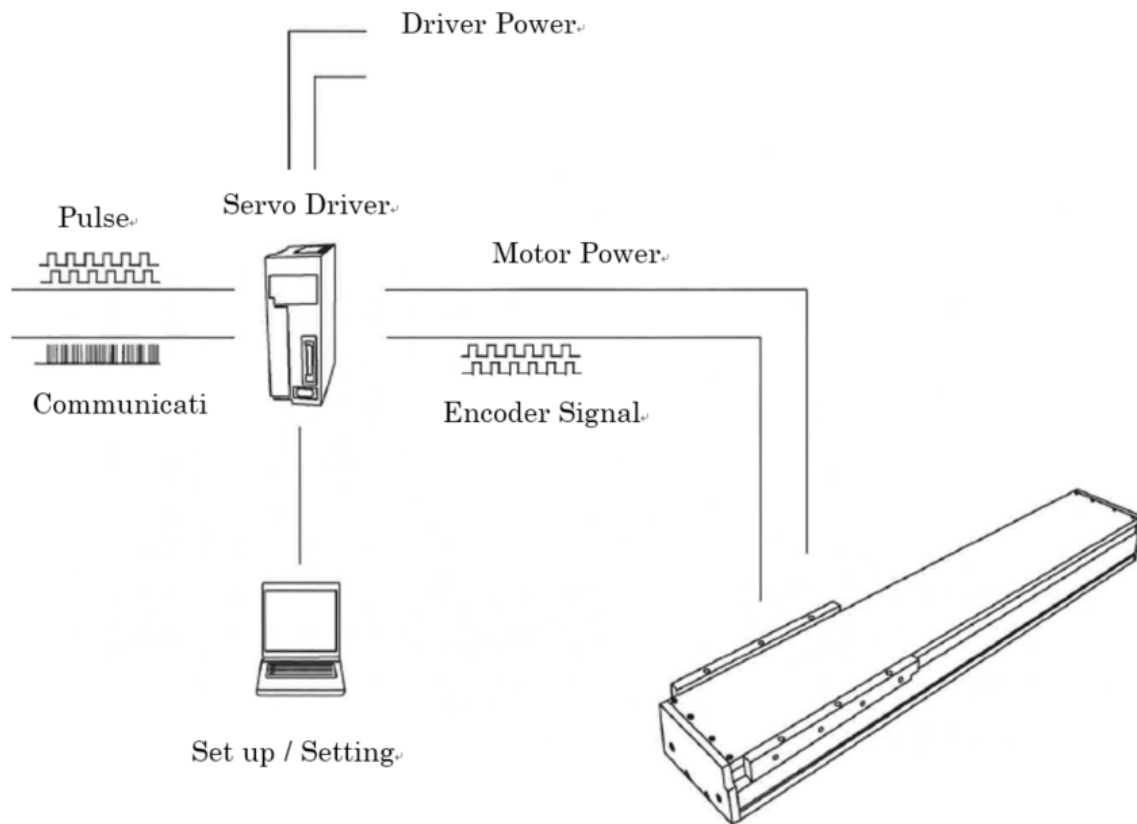 Driver Power
Servo Driver
Pulse
Motor Power
Communicati
Encoder Signal
Set up / Setting